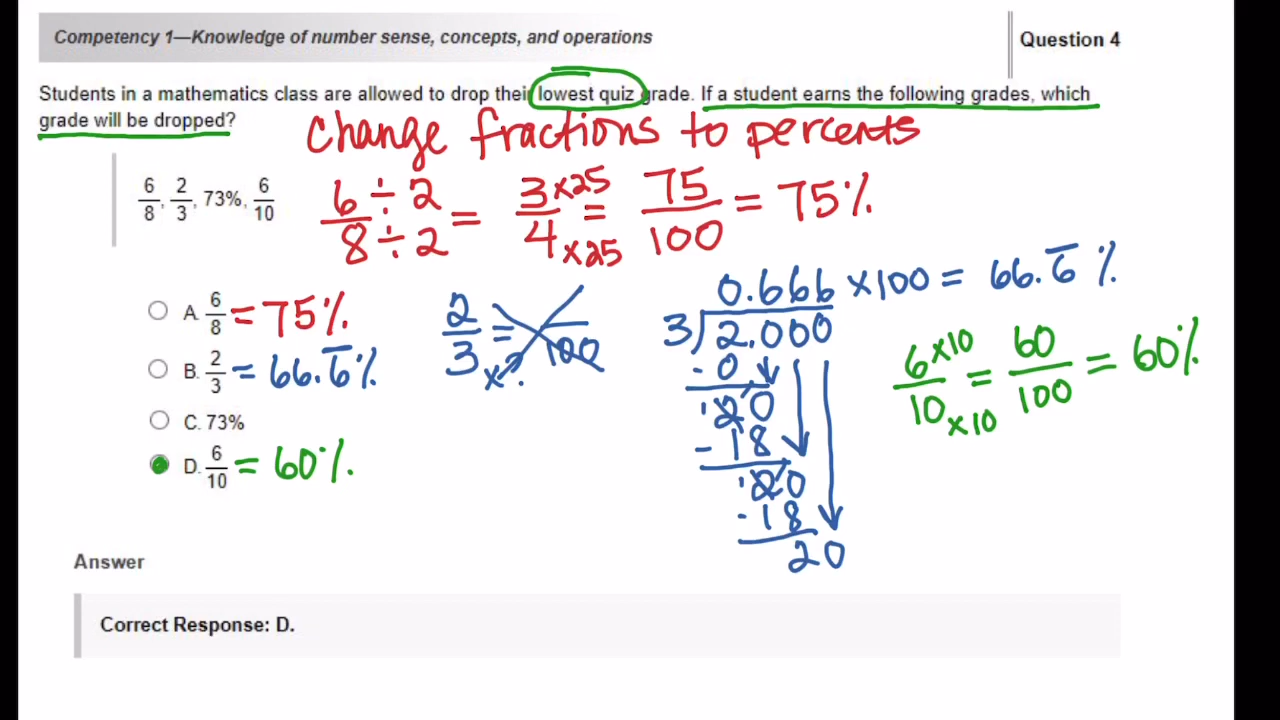 Competency 1—Knowledge of number sense, concepts, and operations
Question 4
Students in a mathematics class are allowed to drop their lowest quiz grade. If a student earns the following grades, which
grade will be dropped?
Change fractions to percents
6/8, 2/3, 73%, 6/10
6÷2/8÷2 = 3×25/4×25 = 75/100 = 75%
A. 6/8 = 75%
B. 2/3 = 66.6̅%
C. 73%
D. 6/10 = 60%
2/3×? = /100
0.666 ×100 = 66.6̅%
3)2.000
-0
20
-18
20
-18
20
6×10/10×10 = 60/100 = 60%
Answer
Correct Response: D.